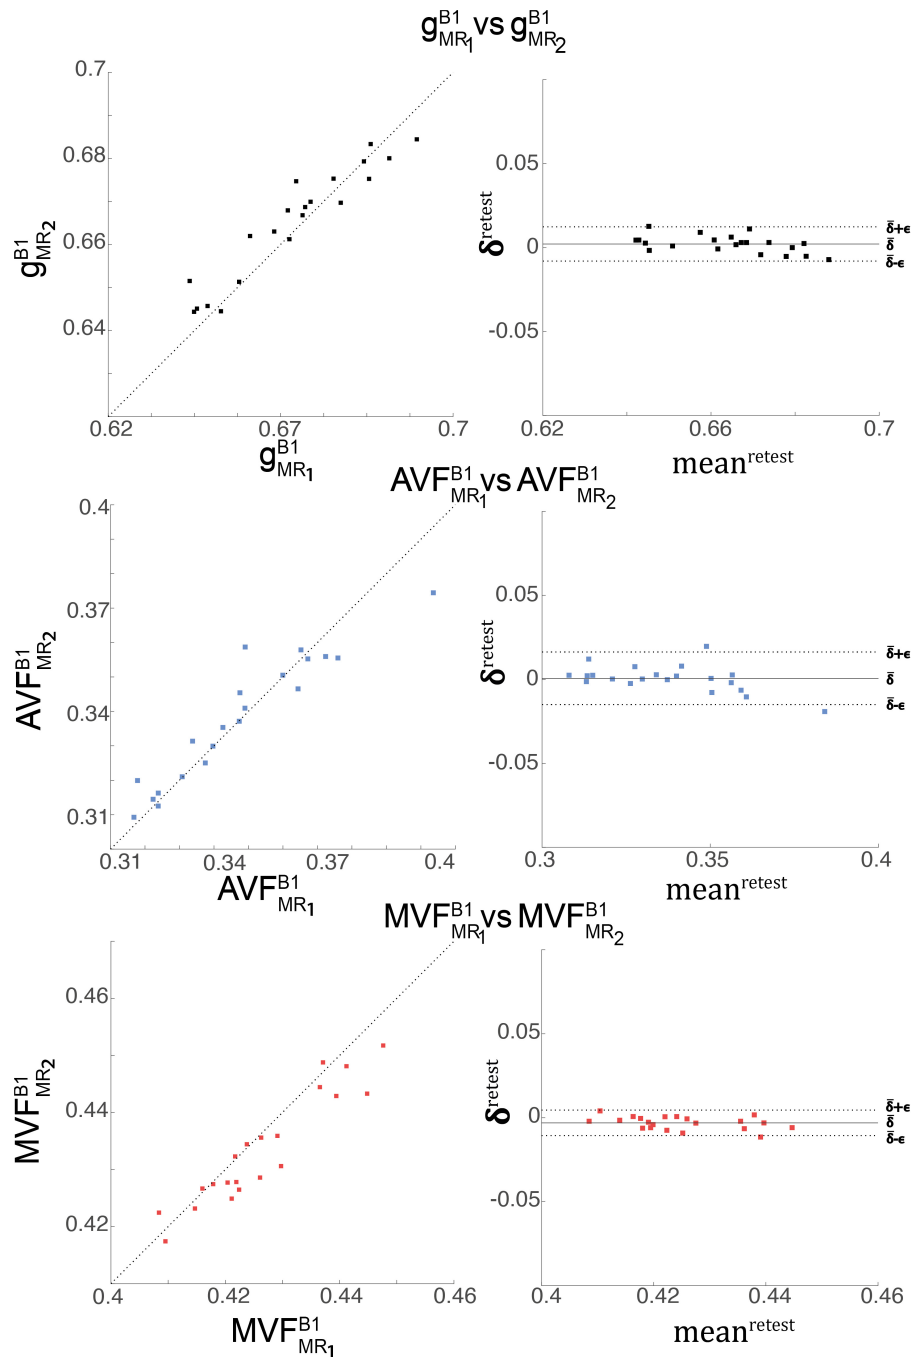 g^B1_MR1 vs g^B1_MR2
0.7
0.68
0.66
0.64
g^B1_MR2
0.62
0.67
0.7
g^B1_MR1
0.05
0
-0.05
δ^retest
δ̄+ϵ
δ̄
δ̄-ϵ
0.62
0.66
0.7
mean^retest
AVF^B1_MR1 vs AVF^B1_MR2
0.4
0.37
0.34
0.31
AVF^B1_MR2
0.31
0.34
0.37
0.4
AVF^B1_MR1
0.05
0
-0.05
δ^retest
δ̄+ϵ
δ̄
δ̄-ϵ
0.3
0.35
0.4
mean^retest
MVF^B1_MR1 vs MVF^B1_MR2
0.46
0.44
0.42
MVF^B1_MR2
0.4
0.42
0.44
0.46
MVF^B1_MR1
0.05
0
-0.05
δ^retest
δ̄+ϵ
δ̄
δ̄-ϵ
0.4
0.42
0.44
0.46
mean^retest